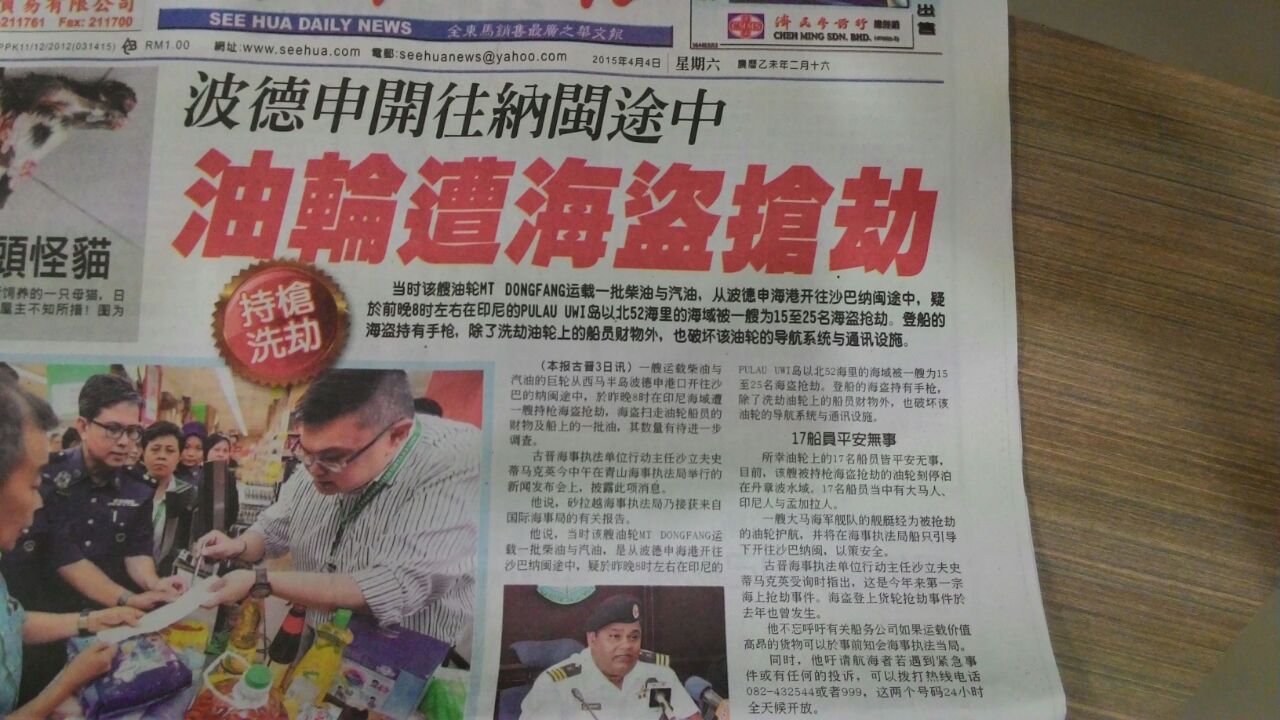 貿易有限公司
211761 Fax: 211700
SEE HUA DAILY NEWS
全東馬銷售最廣之華文報
濟民參茸行
CHEH MING SDN. BHD.
出售
PPK11/12/2012(031415)
RM1.00
網址:www.seehua.com 電郵:seehuanews@yahoo.com
2015年4月4日 星期六 農曆乙未年二月十六
波德申開往納閩途中
油輪遭海盜搶劫
頭怪貓
饲养的一只母猫，日
屋主不知所措！图为
持槍
洗劫
当时该艘油轮MT DONGFANG运载一批柴油与汽油，从波德申海港开往沙巴纳闽途中，疑
於前晚8时左右在印尼的PULAU UWI岛以北52海里的海域被一艘为15至25名海盗抢劫。登船的
海盗持有手枪，除了洗劫油轮上的船员财物外，也破坏该油轮的导航系统与通讯设施。
（本报古晋3日讯）一艘运载柴油与
汽油的巨轮从西马半岛波德申港口开往沙
巴的纳闽途中，於昨晚8时在印尼海域遭
一艘持枪海盗抢劫，海盗扫走油轮船员的
财物及船上的一批油，其数量有待进一步
调查。
古晋海事执法单位行动主任沙立夫史
蒂马克英今中午在青山海事执法局举行的
新闻发布会上，披露此项消息。
他说，砂拉越海事执法局乃接获来自
国际海事局的有关报告。
他说，当时该艘油轮MT DONGFANG运
载一批柴油与汽油，是从波德申海港开往
沙巴纳闽途中，疑於昨晚8时左右在印尼的
PULAU UWI岛以北52海里的海域被一艘为15
至25名海盗抢劫。登船的海盗持有手枪，
除了洗劫油轮上的船员财物外，也破坏该
油轮的导航系统与通讯设施。
17船員平安無事
所幸油轮上的17名船员皆平安无事，
目前，该艘被持枪海盗抢劫的油轮刻停泊
在丹章波水域。17名船员当中有大马人、
印尼人与孟加拉人。
一艘大马海军舰队的舰艇经为被抢劫
的油轮护航，并将在海事执法局船只引导
下开往沙巴纳闽，以策安全。
古晋海事执法单位行动主任沙立夫史
蒂马克英受询时指出，这是今年来第一宗
海上抢劫事件。海盗登上货轮抢劫事件於
去年也曾发生。
他不忘呼吁有关船务公司如果运载价值
高昂的货物可以於事前知会海事执法当局。
同时，他吁请航海者若遇到紧急事
件或有任何的投诉，可以拨打热线电话
082-432544或者999，这两个号码24小时
全天候开放。